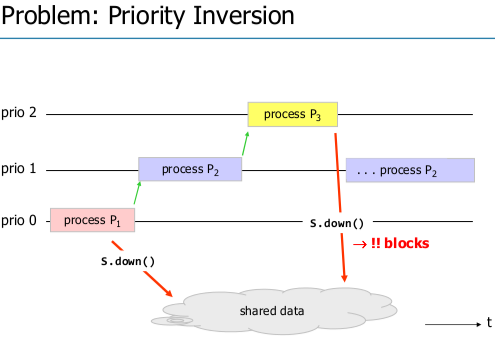 Problem: Priority Inversion
prio 2
process P3
prio 1
process P2
. . . process P2
prio 0
process P1
S.down()
→ !! blocks
S.down()
shared data
t